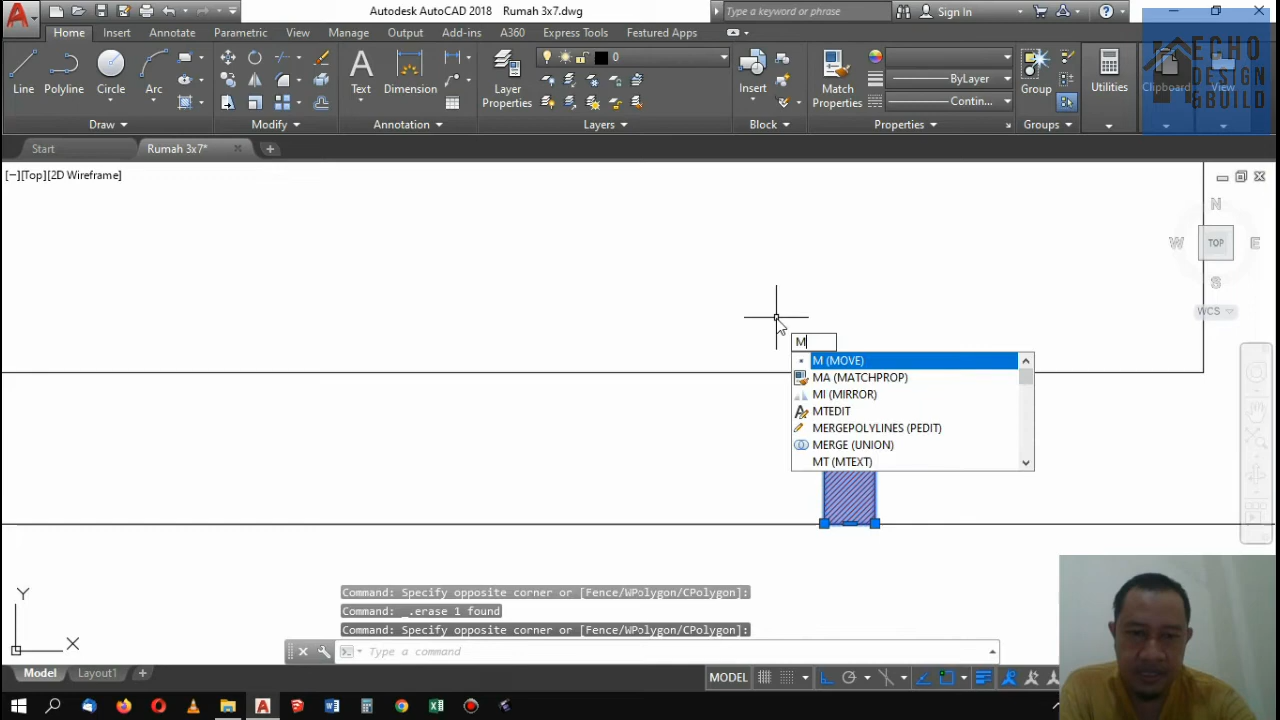 Autodesk AutoCAD 2018 Rumah 3x7.dwg
Type a keyword or phrase
Sign In
Home Insert Annotate Parametric View Manage Output Add-ins A360 Express Tools Featured Apps
Line Polyline Circle Arc
Text Dimension
Layer Properties
0
Insert
Match Properties
ByLayer
Contin...
Group
Utilities
Clipboard
View
Draw Modify Annotation Layers Block Properties Groups
ECHO
DESIGN
&BUILD
Start
Rumah 3x7*
[−][Top][2D Wireframe]
N
W TOP E
S
WCS
M
M (MOVE)
MA (MATCHPROP)
MI (MIRROR)
MTEDIT
MERGEPOLYLINES (PEDIT)
MERGE (UNION)
MT (MTEXT)
Y
X
Command: Specify opposite corner or [Fence/WPolygon/CPolygon]:
Command: _.erase 1 found
Command: Specify opposite corner or [Fence/WPolygon/CPolygon]:
Type a command
Model Layout1
MODEL